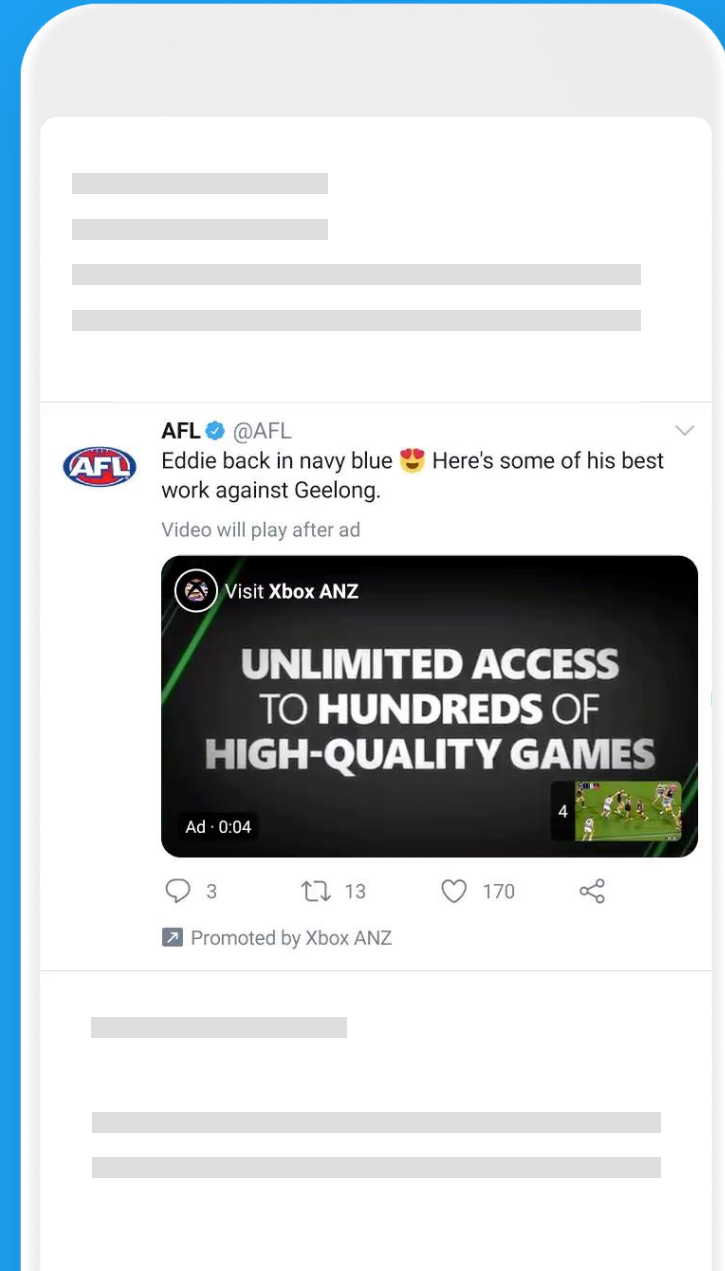 AFL @AFL
AFL
Eddie back in navy blue 😍 Here's some of his best
work against Geelong.
Video will play after ad
Visit Xbox ANZ
UNLIMITED ACCESS
TO HUNDREDS OF
HIGH-QUALITY GAMES
4
Ad · 0:04
3 13 170
Promoted by Xbox ANZ